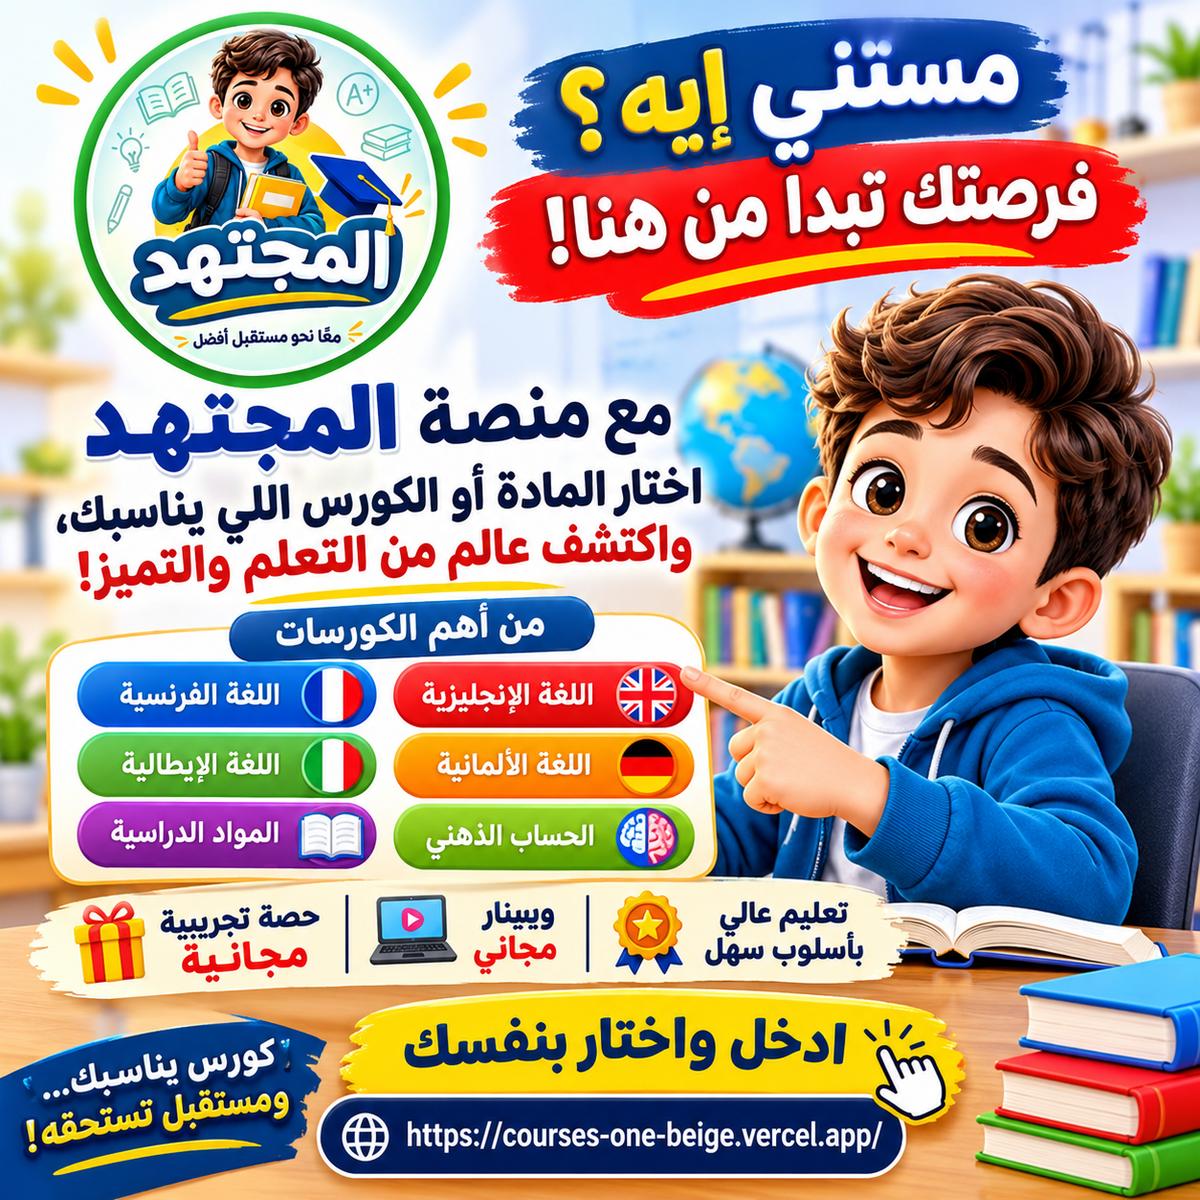 مستني إيه؟
فرصتك تبدا من هنا!
A+
المجتهد
معًا نحو مستقبل أفضل
مع منصة المجتهد
اختار المادة أو الكورس اللي يناسبك،
واكتشف عالم من التعلم والتميز!
من أهم الكورسات
اللغة الإنجليزية
اللغة الفرنسية
اللغة الألمانية
اللغة الإيطالية
الحساب الذهني
المواد الدراسية
تعليم عالي
بأسلوب سهل
ويبينار
مجاني
حصة تجريبية
مجانية
ادخل واختار بنفسك
كورس يناسبك...
ومستقبل تستحقه!
https://courses-one-beige.vercel.app/